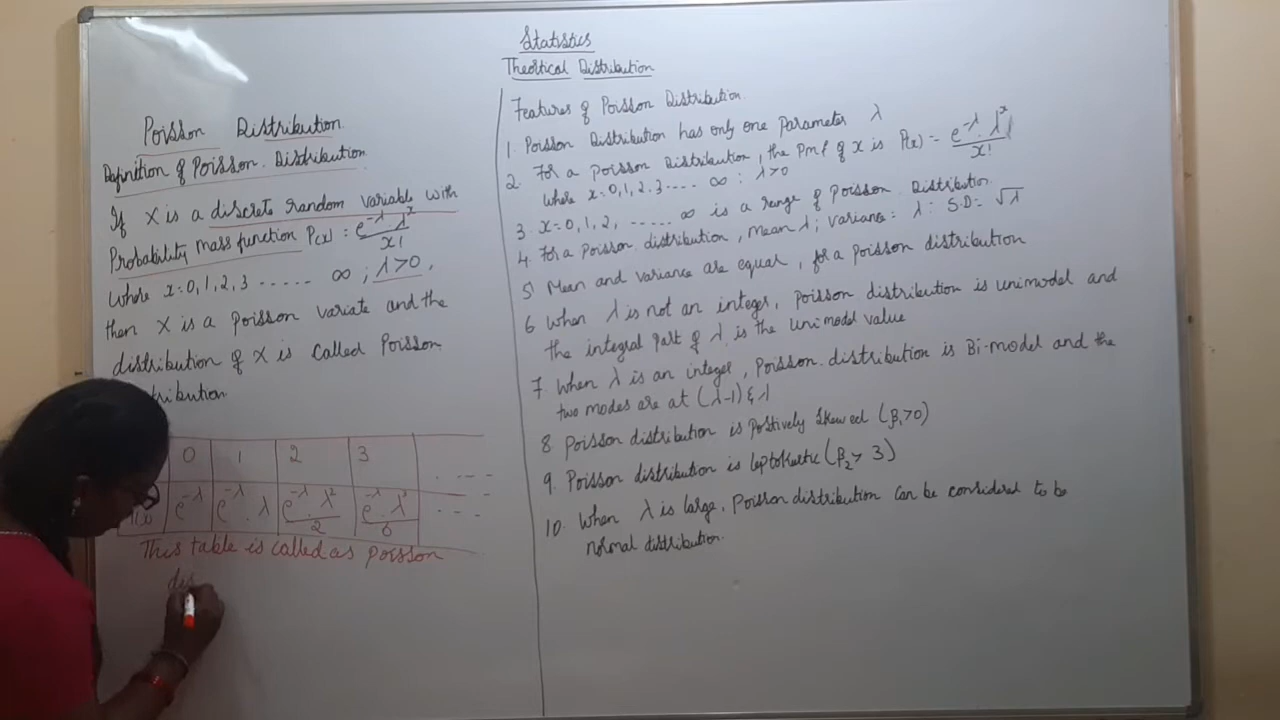 Statistics
Theortical Distribution
Poisson Distribution.
Definition of Poisson. Distribution.
If X is a discrete random variable with
Probability mass function P(x) = e^-λ λ^x / x!
where x=0,1,2,3 ...... ∞ ; λ>0,
then X is a poisson variate and the
distribution of X is called Poisson.
tribution
0 1 2 3 ....
e^-λ e^-λ . λ e^-λ . λ^2 / 2 e^-λ . λ^3 / 6 ....
This table is called as poisson
dis
Features of Poisson Distribution.
1. Poisson Distribution has only one Parameter λ
2. For a Poisson Distribution, the Pmf of x is P(x) = e^-λ . λ^x / x!
where x=0,1,2.3.... ∞ : λ>0
3. x=0,1,2, ...... ∞ is a range of Poisson. Distribution.
4. For a Poisson. distribution, Mean λ; Variance: λ: S.D= √λ
5) Mean and variance are equal, for a Poisson distribution
6 When λ is not an integer, Poisson distribution is unimodel and
the integral part of λ is the unimodel value
7. When λ is an integer, Poisson. distribution is Bi-model and the
two modes are at (λ-1) & λ
8 Poisson distribution is postively skewed (β₁>0)
9. Poisson distribution is leptokurtic (β₂> 3)
10. When λ is large, Poisson distribution can be considered to be
normal distribution.